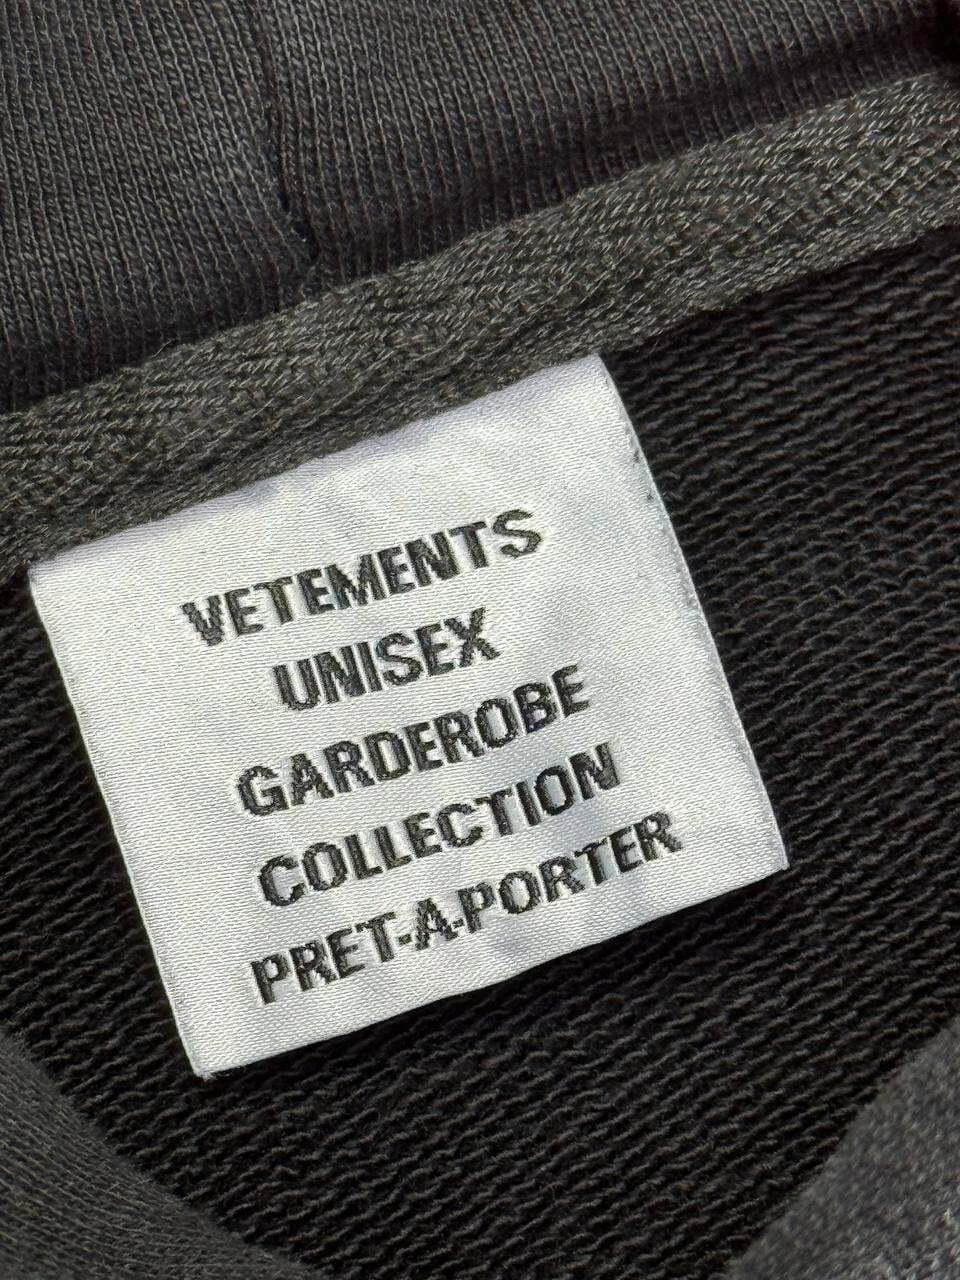 VETEMENTS
UNISEX
GARDEROBE
COLLECTION
PRET-A-PORTER